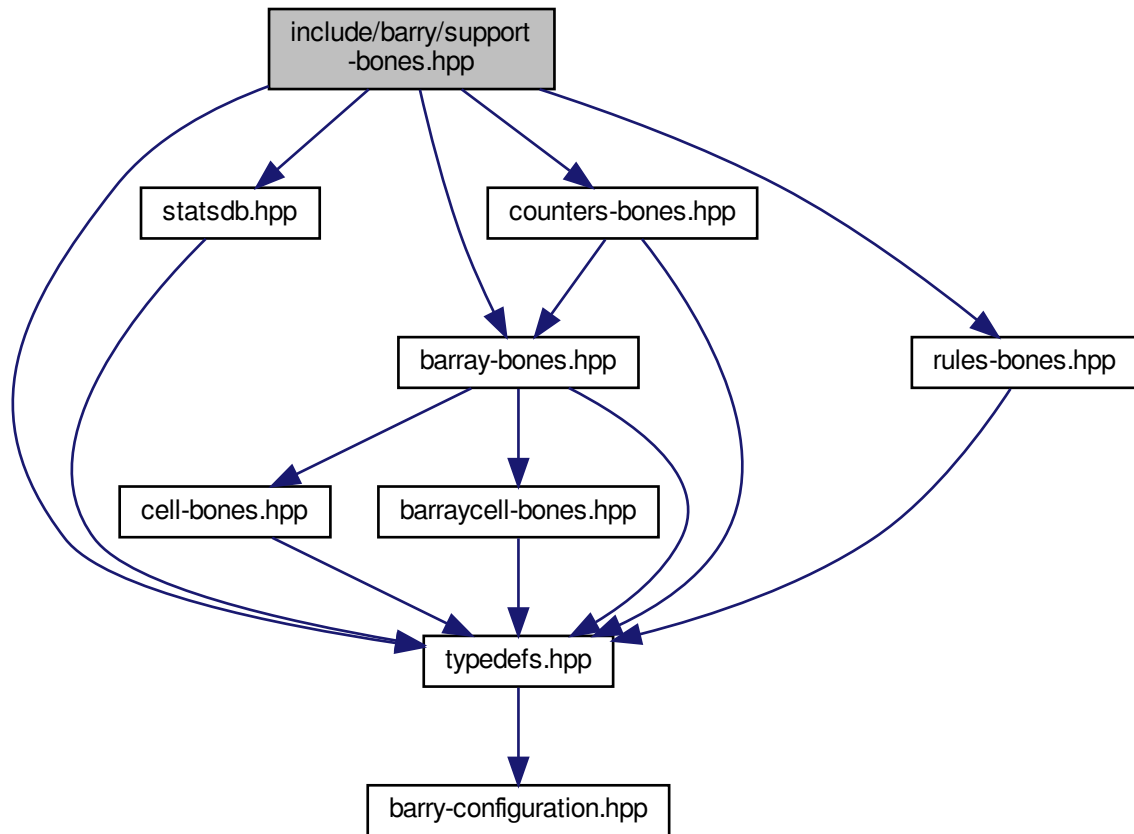 include/barry/support
-bones.hpp
statsdb.hpp
counters-bones.hpp
barray-bones.hpp
rules-bones.hpp
cell-bones.hpp
barraycell-bones.hpp
typedefs.hpp
barry-configuration.hpp